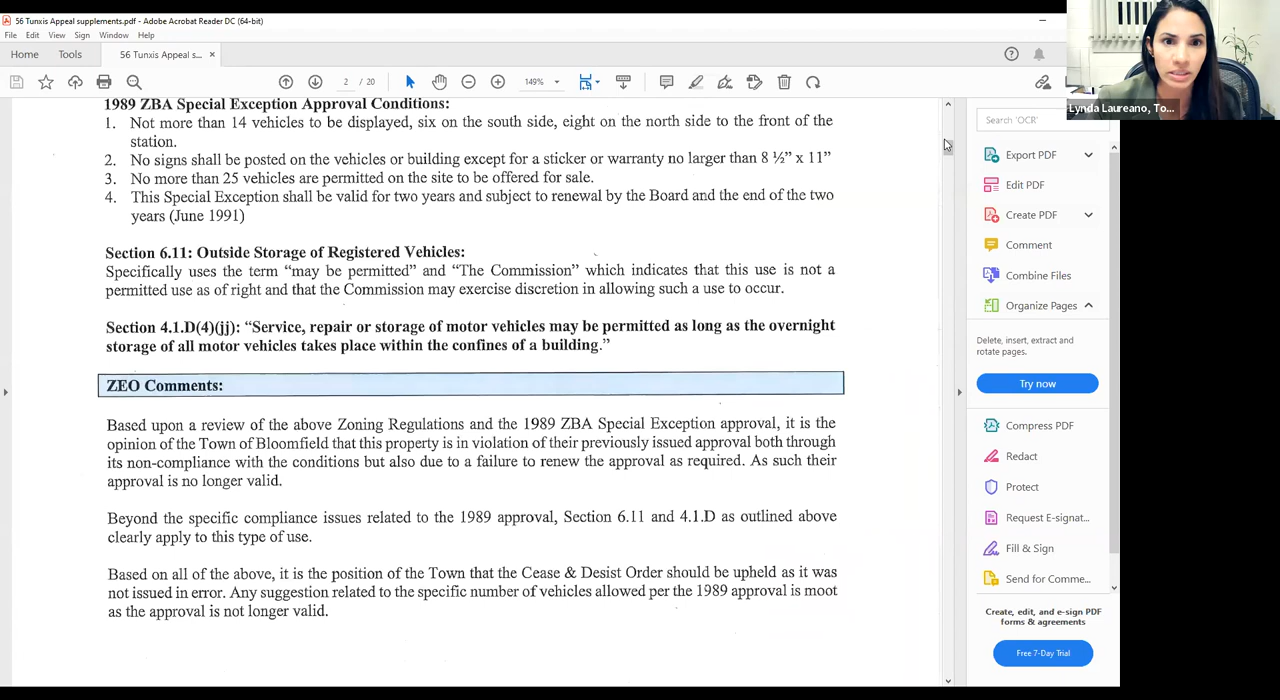 56 Tunxis Appeal supplements.pdf - Adobe Acrobat Reader DC (64-bit)
File Edit View Sign Window Help
Home Tools 56 Tunxis Appeal s... ×
2 / 20 149%
Lynda Laureano, To...
1989 ZBA Special Exception Approval Conditions:
1. Not more than 14 vehicles to be displayed, six on the south side, eight on the north side to the front of the
station.
2. No signs shall be posted on the vehicles or building except for a sticker or warranty no larger than 8 ½” x 11”
3. No more than 25 vehicles are permitted on the site to be offered for sale.
4. This Special Exception shall be valid for two years and subject to renewal by the Board and the end of the two
years (June 1991)
Section 6.11: Outside Storage of Registered Vehicles:
Specifically uses the term “may be permitted” and “The Commission” which indicates that this use is not a
permitted use as of right and that the Commission may exercise discretion in allowing such a use to occur.
Section 4.1.D(4)(jj): “Service, repair or storage of motor vehicles may be permitted as long as the overnight
storage of all motor vehicles takes place within the confines of a building.”
ZEO Comments:
Based upon a review of the above Zoning Regulations and the 1989 ZBA Special Exception approval, it is the
opinion of the Town of Bloomfield that this property is in violation of their previously issued approval both through
its non-compliance with the conditions but also due to a failure to renew the approval as required. As such their
approval is no longer valid.
Beyond the specific compliance issues related to the 1989 approval, Section 6.11 and 4.1.D as outlined above
clearly apply to this type of use.
Based on all of the above, it is the position of the Town that the Cease & Desist Order should be upheld as it was
not issued in error. Any suggestion related to the specific number of vehicles allowed per the 1989 approval is moot
as the approval is not longer valid.
Search 'OCR'
Export PDF
Edit PDF
Create PDF
Comment
Combine Files
Organize Pages
Delete, insert, extract and
rotate pages.
Try now
Compress PDF
Redact
Protect
Request E-signat...
Fill & Sign
Send for Comme...
Create, edit, and e-sign PDF
forms & agreements
Free 7-Day Trial